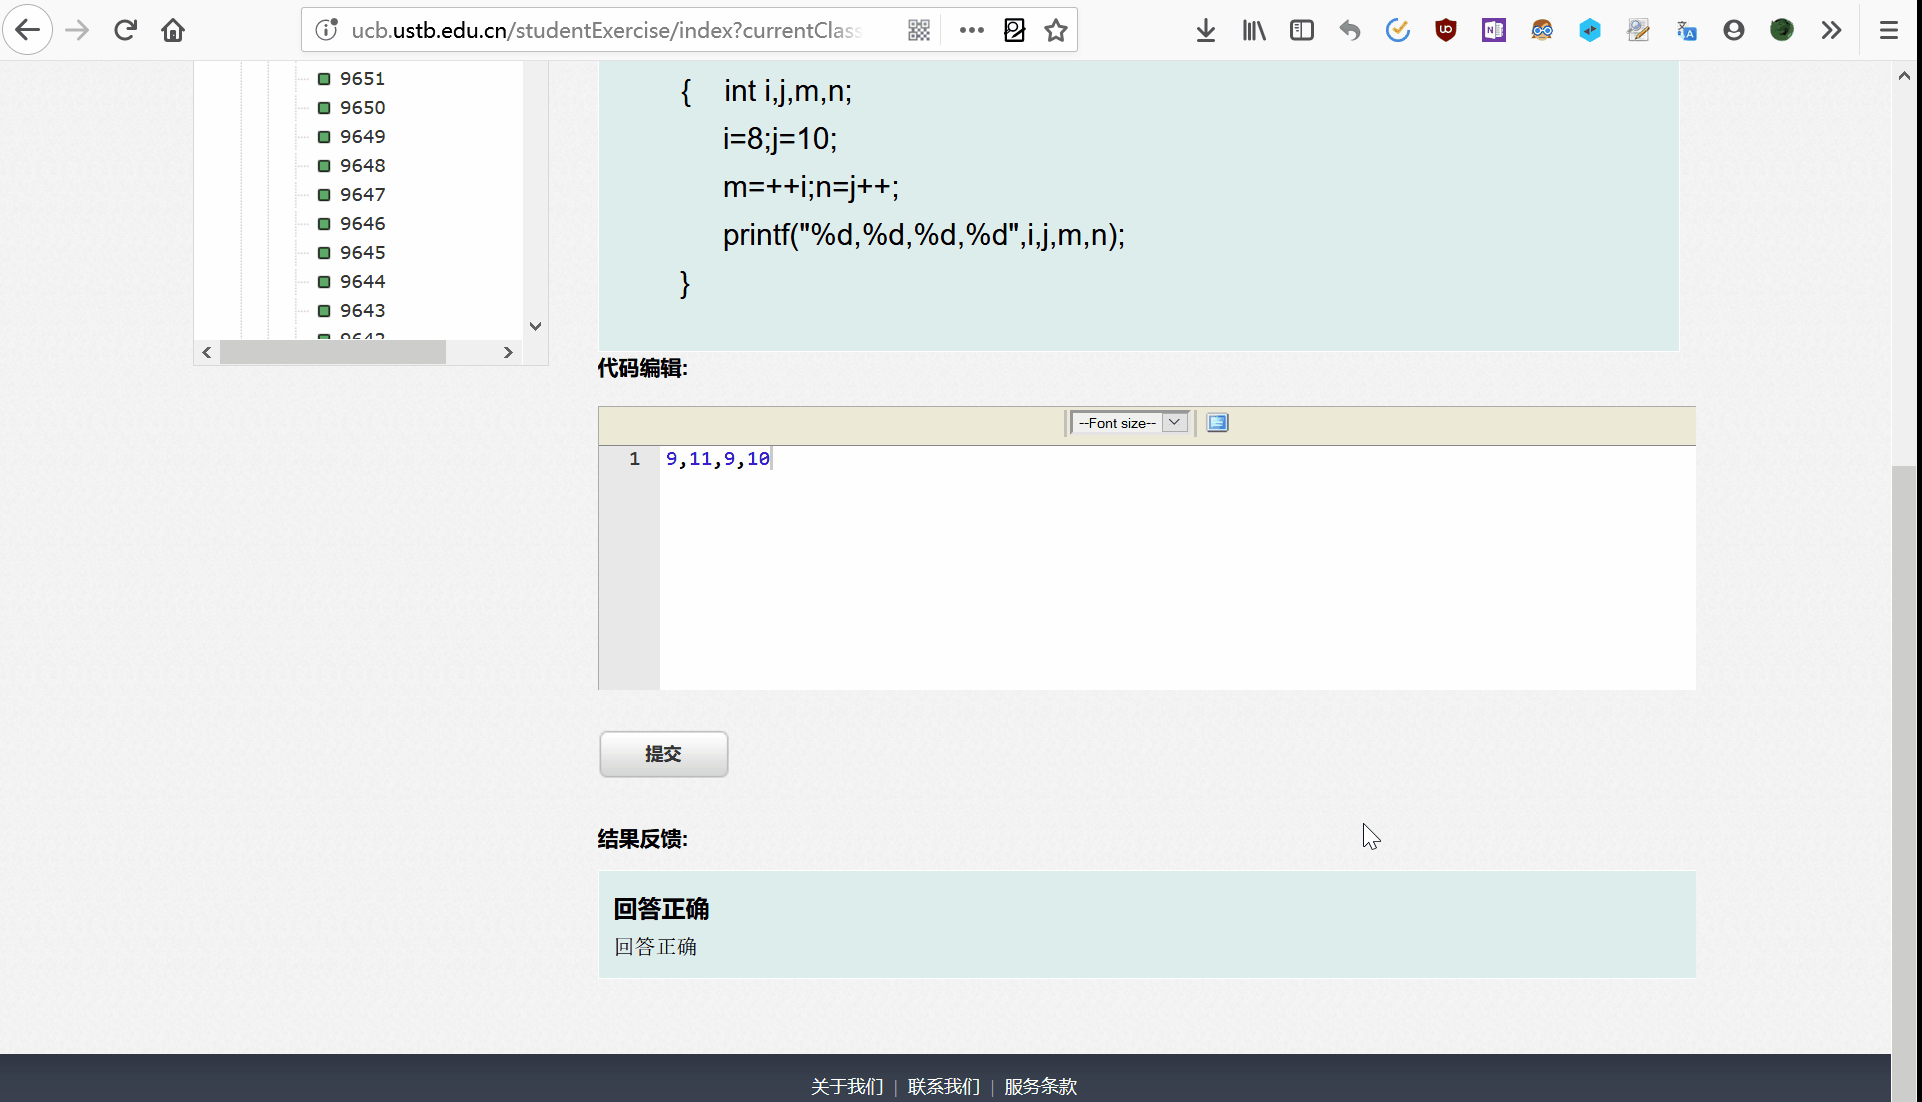 ucb.ustb.edu.cn/studentExercise/index?currentClass
9651
9650
9649
9648
9647
9646
9645
9644
9643
9642
{ int i,j,m,n;
i=8;j=10;
m=++i;n=j++;
printf("%d,%d,%d,%d",i,j,m,n);
}
代码编辑:
--Font size--
1 9,11,9,10
提交
结果反馈:
回答正确
回答正确
关于我们 | 联系我们 | 服务条款